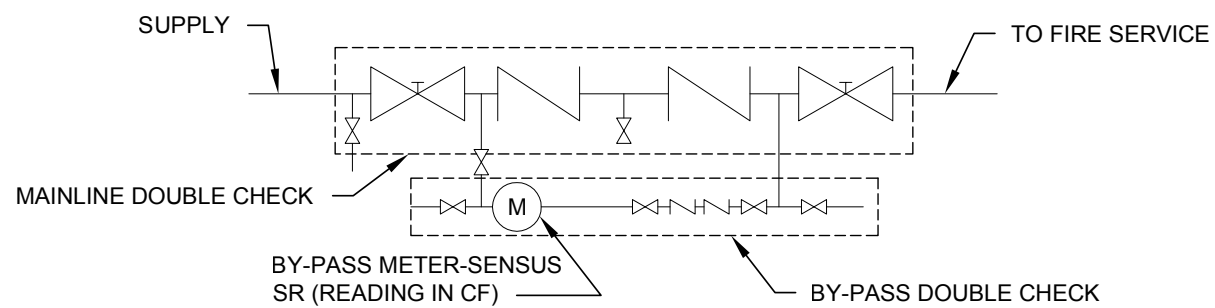 SUPPLY
TO FIRE SERVICE
MAINLINE DOUBLE CHECK
M
BY-PASS METER-SENSUS
SR (READING IN CF)
BY-PASS DOUBLE CHECK